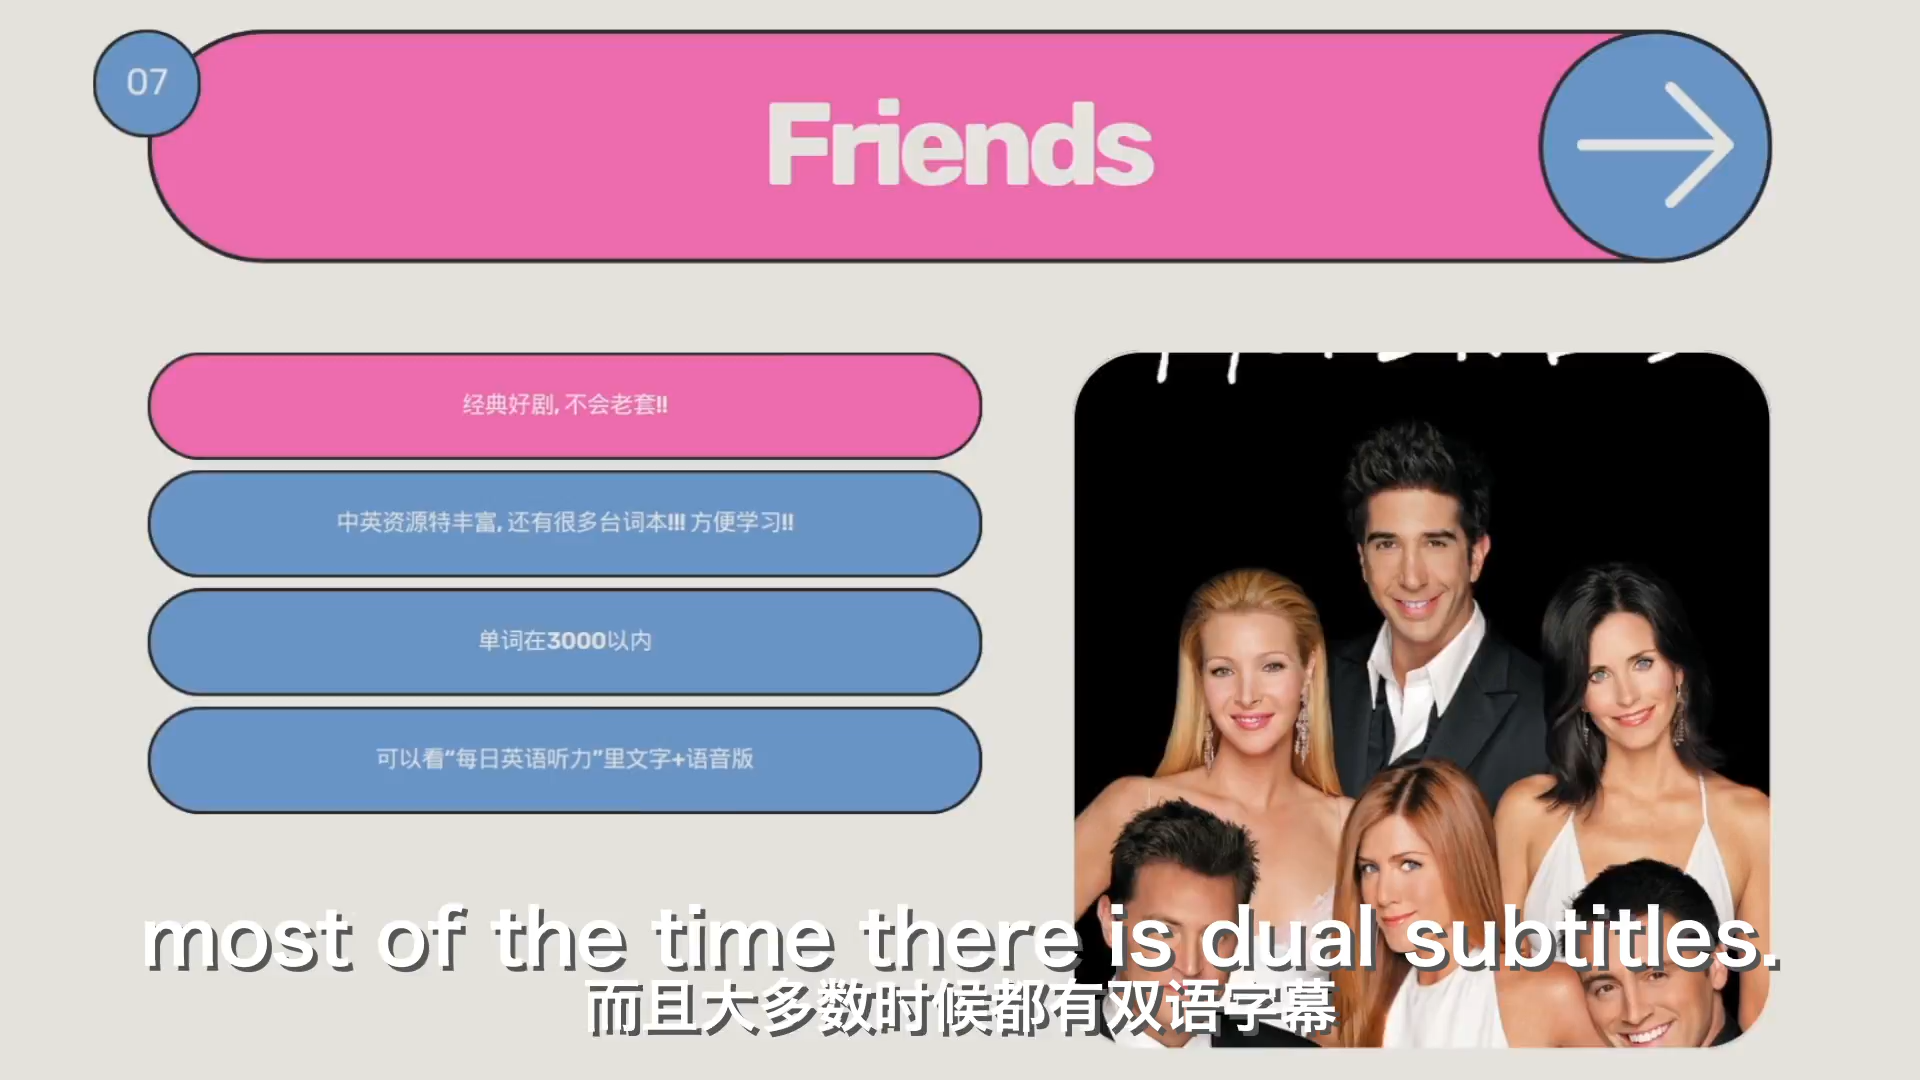 07
Friends
经典好剧, 不会老套!!
中英资源特丰富, 还有很多台词本!!! 方便学习!!
单词在3000以内
可以看“每日英语听力”里文字+语音版
most of the time there is dual subtitles.
而且大多数时候都有双语字幕